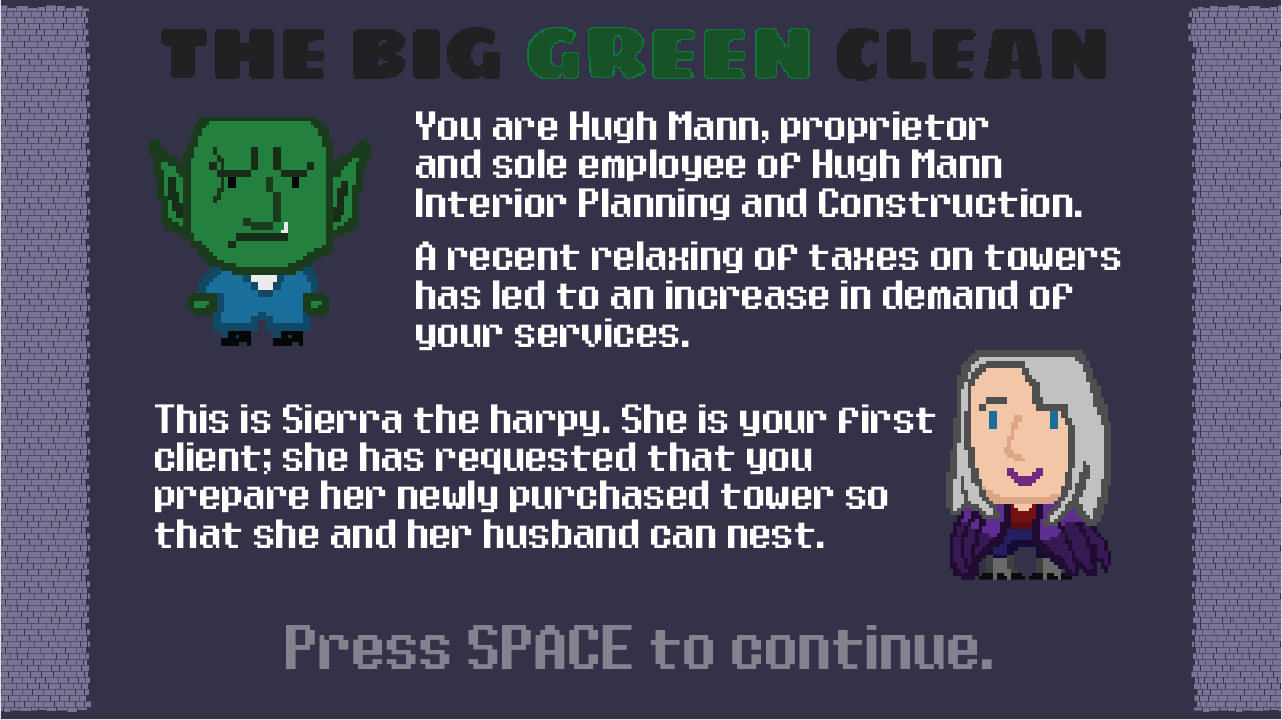 THE BIG GREEN CLEAN
You are Hugh Mann, proprietor
and sole employee of Hugh Mann
Interior Planning and Construction.
A recent relaxing of taxes on towers
has led to an increase in demand of
your services.
This is Sierra the harpy. She is your first
client; she has requested that you
prepare her newly purchased tower so
that she and her husband can nest.
Press SPACE to continue.